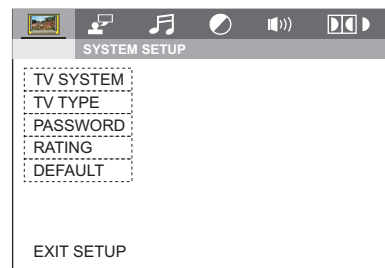 SYSTEM SETUP
TV SYSTEM
TV TYPE
PASSWORD
RATING
DEFAULT
EXIT SETUP